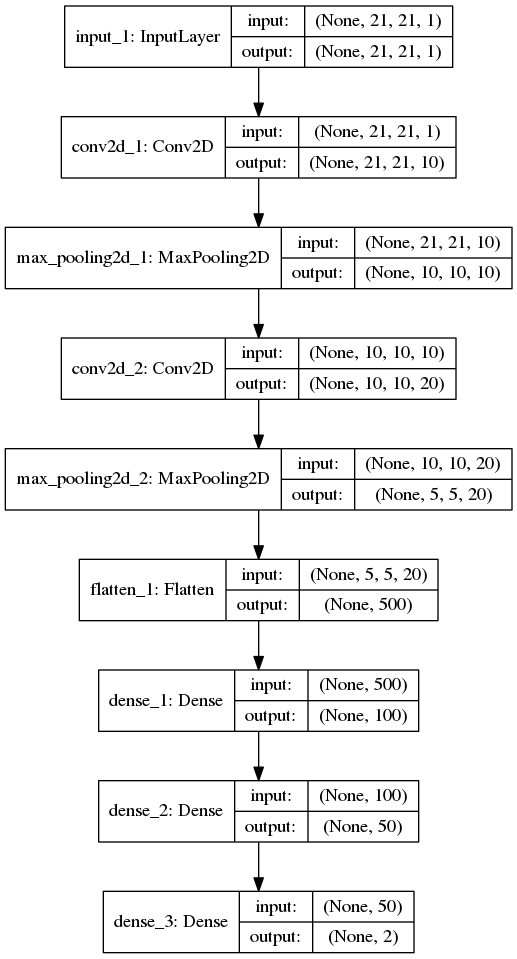 input_1: InputLayer
input: (None, 21, 21, 1)
output: (None, 21, 21, 1)
conv2d_1: Conv2D
input: (None, 21, 21, 1)
output: (None, 21, 21, 10)
max_pooling2d_1: MaxPooling2D
input: (None, 21, 21, 10)
output: (None, 10, 10, 10)
conv2d_2: Conv2D
input: (None, 10, 10, 10)
output: (None, 10, 10, 20)
max_pooling2d_2: MaxPooling2D
input: (None, 10, 10, 20)
output: (None, 5, 5, 20)
flatten_1: Flatten
input: (None, 5, 5, 20)
output: (None, 500)
dense_1: Dense
input: (None, 500)
output: (None, 100)
dense_2: Dense
input: (None, 100)
output: (None, 50)
dense_3: Dense
input: (None, 50)
output: (None, 2)